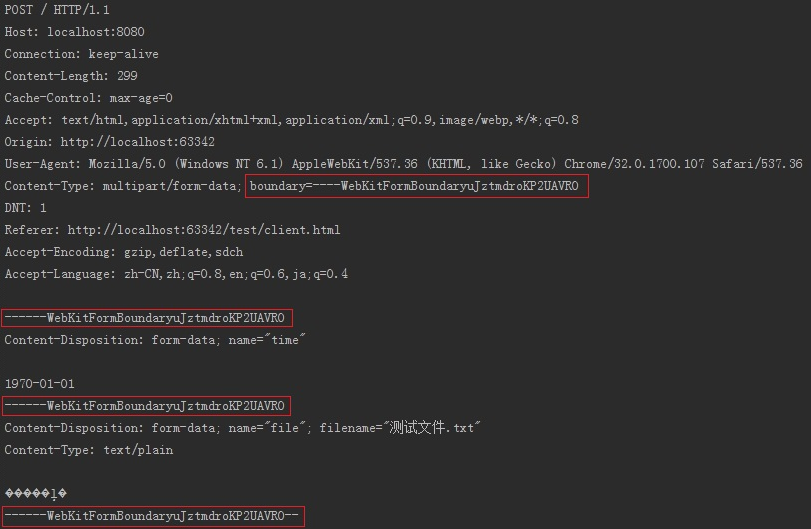 POST / HTTP/1.1
Host: localhost:8080
Connection: keep-alive
Content-Length: 299
Cache-Control: max-age=0
Accept: text/html,application/xhtml+xml,application/xml;q=0.9,image/webp,*/*;q=0.8
Origin: http://localhost:63342
User-Agent: Mozilla/5.0 (Windows NT 6.1) AppleWebKit/537.36 (KHTML, like Gecko) Chrome/32.0.1700.107 Safari/537.36
Content-Type: multipart/form-data; boundary=----WebKitFormBoundaryuJztmdroKP2UAVRO
DNT: 1
Referer: http://localhost:63342/test/client.html
Accept-Encoding: gzip,deflate,sdch
Accept-Language: zh-CN,zh;q=0.8,en;q=0.6,ja;q=0.4
------WebKitFormBoundaryuJztmdroKP2UAVRO
Content-Disposition: form-data; name="time"
1970-01-01
------WebKitFormBoundaryuJztmdroKP2UAVRO
Content-Disposition: form-data; name="file"; filename="测试文件.txt"
Content-Type: text/plain
------WebKitFormBoundaryuJztmdroKP2UAVRO--